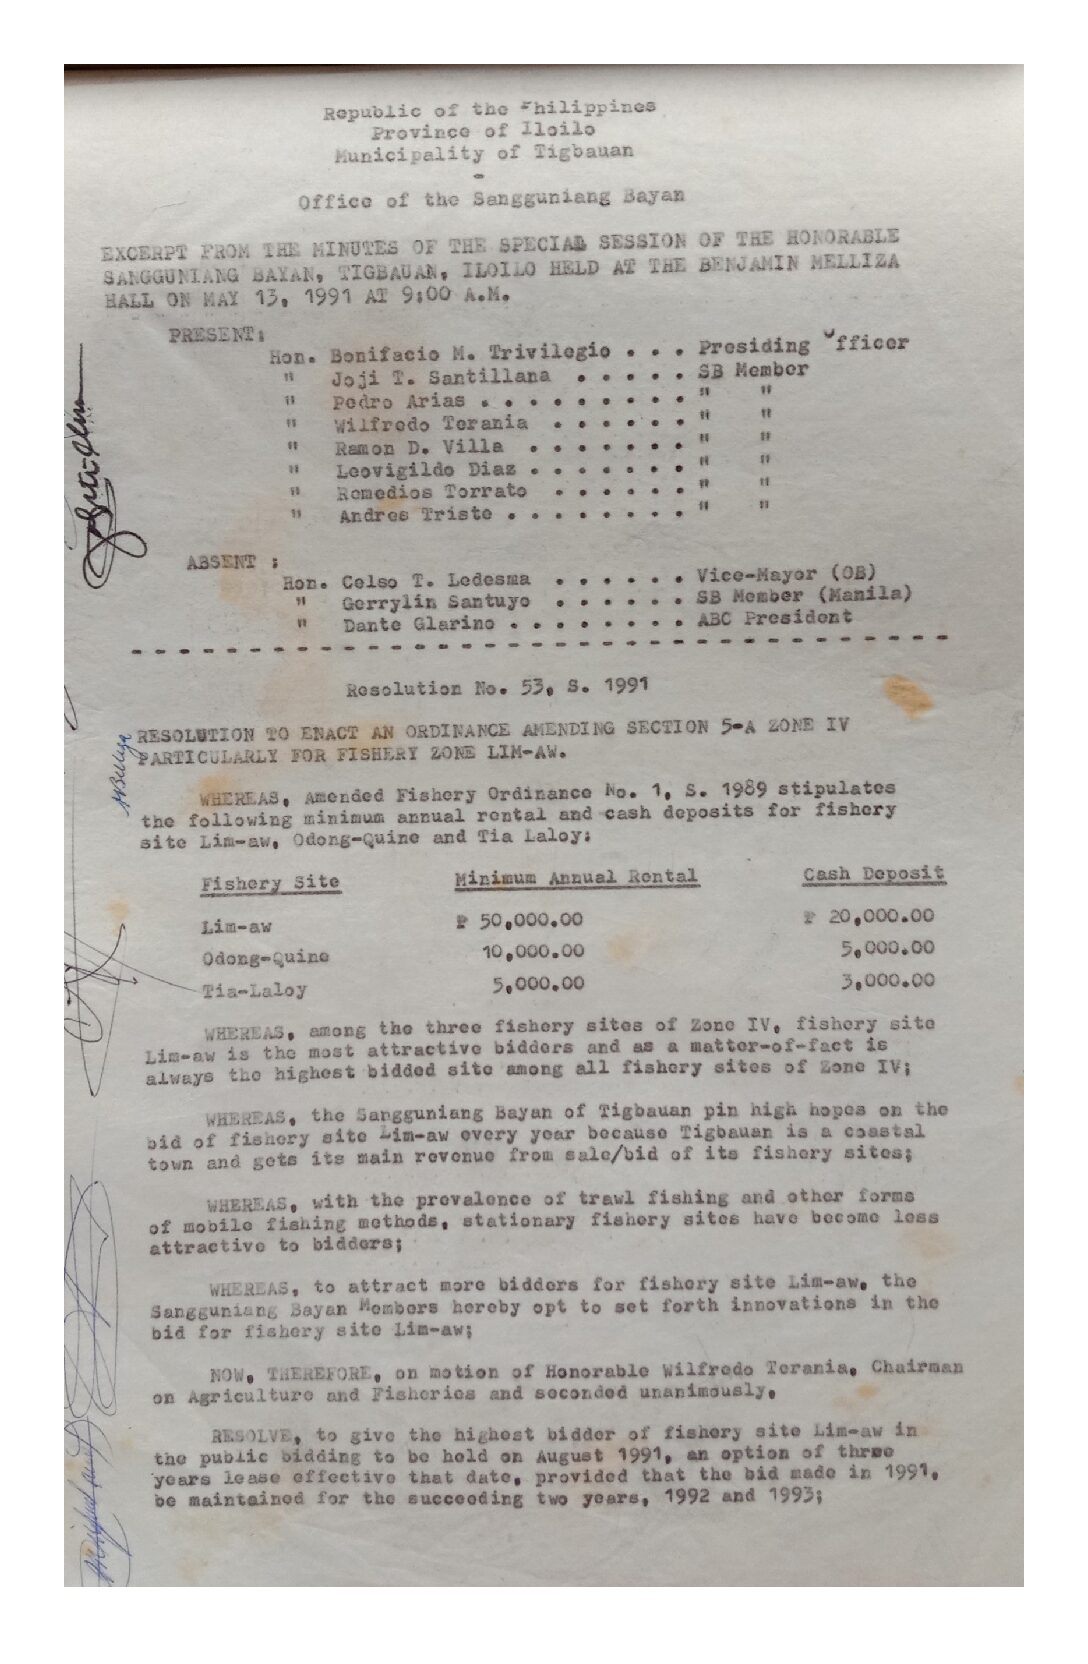 Republic of the Philippines
Province of Iloilo
Municipality of Tigbauan
-
Office of the Sangguniang Bayan
EXCERPT FROM THE MINUTES OF THE SPECIAL SESSION OF THE HONORABLE
SANGGUNIANG BAYAN, TIGBAUAN, ILOILO HELD AT THE BENJAMIN MELLIZA
HALL ON MAY 13, 1991 AT 9:00 A.M.
PRESENT:
Hon. Bonifacio M. Trivilegio . . . Presiding Officer
" Joji T. Santillana . . . . . SB Member
" Pedro Arias . . . . . . . . . " "
" Wilfredo Terania . . . . . . " "
" Ramon D. Villa . . . . . . . " "
" Leovigildo Diaz . . . . . . . " "
" Remedios Torrato . . . . . . " "
" Andres Triste . . . . . . . . " "
ABSENT :
Hon. Celso T. Ledesma . . . . . . Vice-Mayor (OB)
" Gerrylin Santuyo . . . . . . SB Member (Manila)
" Dante Glarino . . . . . . . . ABC President
- - - - - - - - - - - - - - - - - - - - - - - - - - - - - - - - - - -
Resolution No. 53, S. 1991
RESOLUTION TO ENACT AN ORDINANCE AMENDING SECTION 5-A ZONE IV
PARTICULARLY FOR FISHERY ZONE LIM-AW.
WHEREAS, Amended Fishery Ordinance No. 1, S. 1989 stipulates
the following minimum annual rental and cash deposits for fishery
site Lim-aw, Odong-Quine and Tia Laloy:
Fishery Site Minimum Annual Rental Cash Deposit
Lim-aw ₱ 50,000.00 ₱ 20,000.00
Odong-Quine 10,000.00 5,000.00
Tia-Laloy 5,000.00 3,000.00
WHEREAS, among the three fishery sites of Zone IV, fishery site
Lim-aw is the most attractive bidders and as a matter-of-fact is
always the highest bidded site among all fishery sites of Zone IV;
WHEREAS, the Sangguniang Bayan of Tigbauan pin high hopes on the
bid of fishery site Lim-aw every year because Tigbauan is a coastal
town and gets its main revenue from sale/bid of its fishery sites;
WHEREAS, with the prevalence of trawl fishing and other forms
of mobile fishing methods, stationary fishery sites have become less
attractive to bidders;
WHEREAS, to attract more bidders for fishery site Lim-aw, the
Sangguniang Bayan Members hereby opt to set forth innovations in the
bid for fishery site Lim-aw;
NOW, THEREFORE, on motion of Honorable Wilfredo Terania, Chairman
on Agriculture and Fisheries and seconded unanimously,
RESOLVE, to give the highest bidder of fishery site Lim-aw in
the public bidding to be held on August 1991, an option of three
years lease effective that date, provided that the bid made in 1991,
be maintained for the succeeding two years, 1992 and 1993;